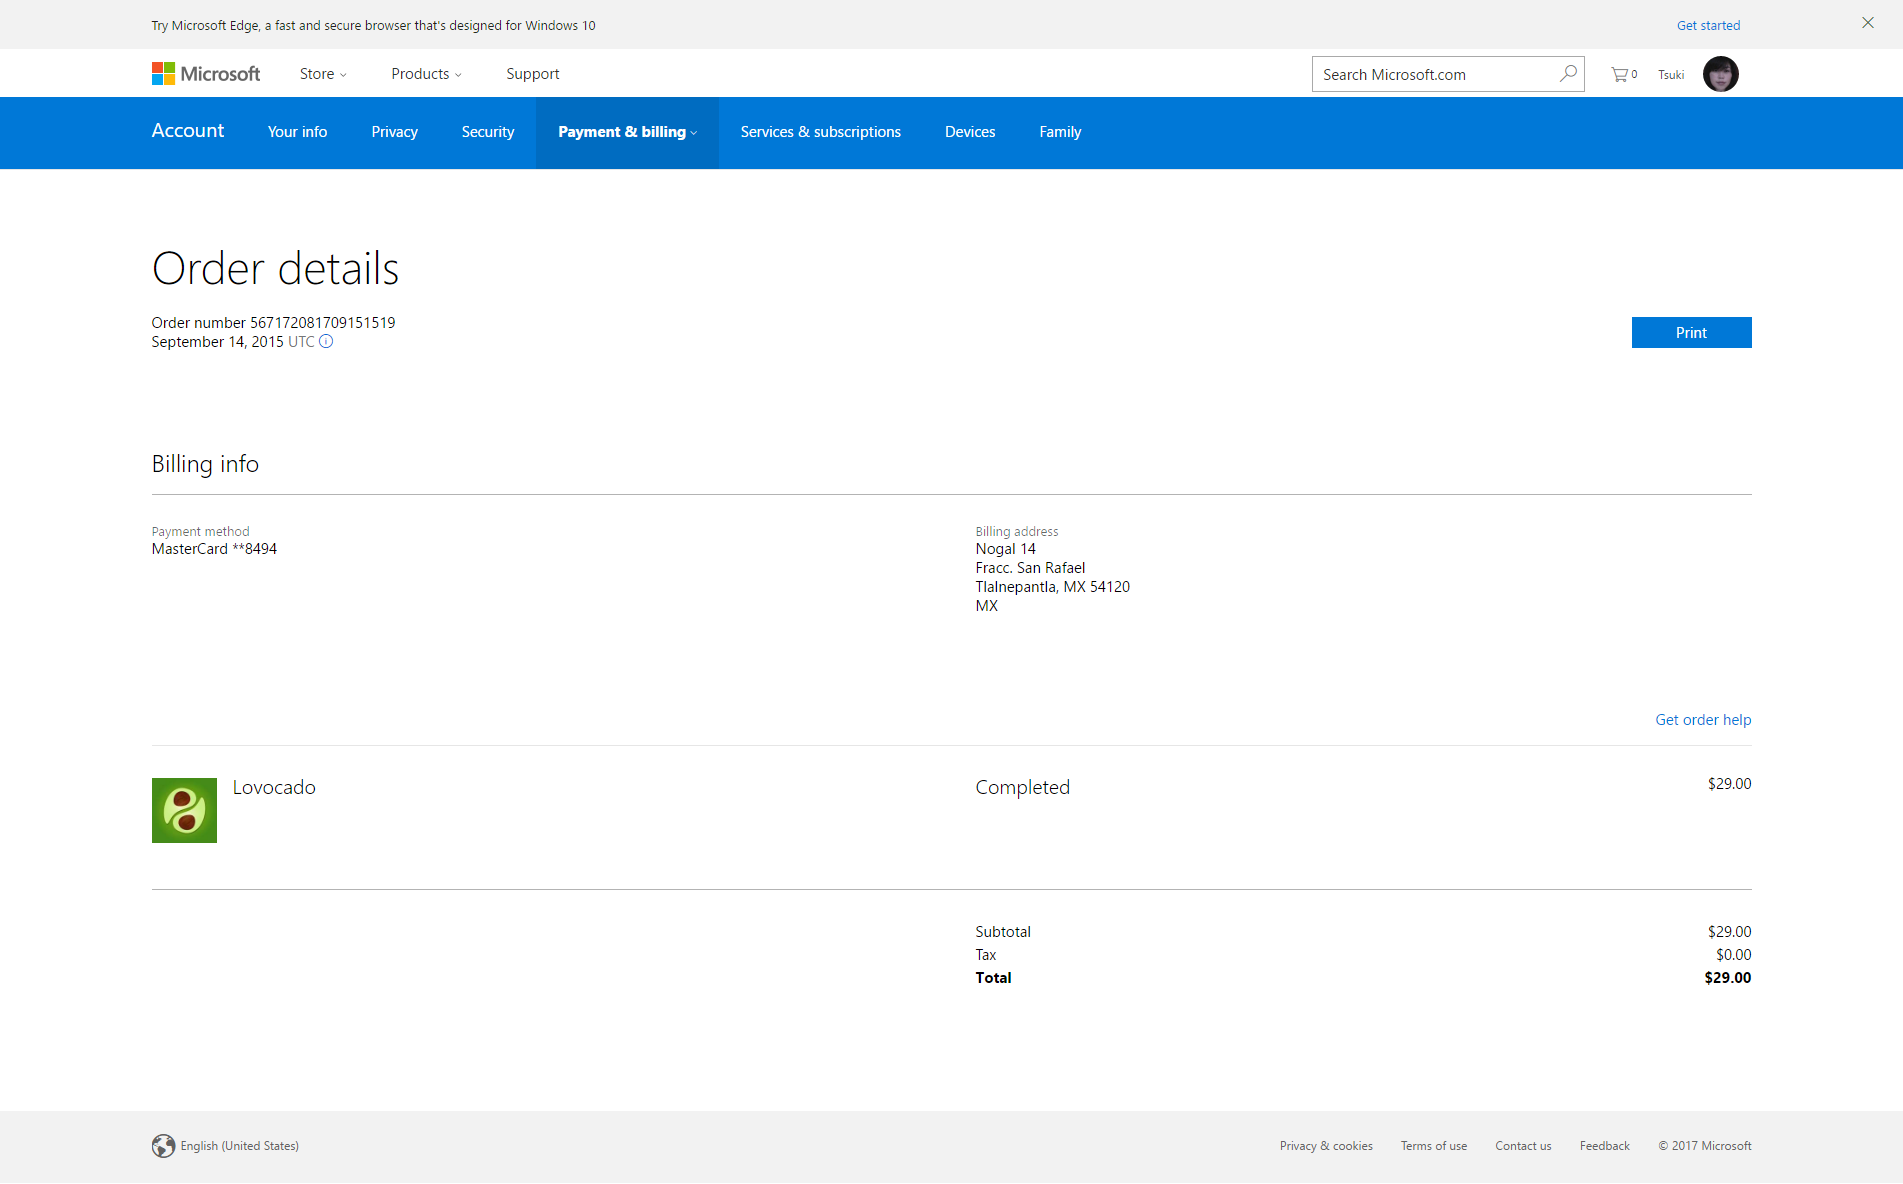 Try Microsoft Edge, a fast and secure browser that's designed for Windows 10
Get started
Microsoft
Store
Products
Support
Search Microsoft.com
0
Tsuki
Account
Your info
Privacy
Security
Payment & billing
Services & subscriptions
Devices
Family
Order details
Order number 567172081709151519
September 14, 2015 UTC
Print
Billing info
Payment method
MasterCard **8494
Billing address
Nogal 14
Fracc. San Rafael
Tlalnepantla, MX 54120
MX
Get order help
Lovocado
Completed
$29.00
Subtotal
$29.00
Tax
$0.00
Total
$29.00
English (United States)
Privacy & cookies
Terms of use
Contact us
Feedback
© 2017 Microsoft